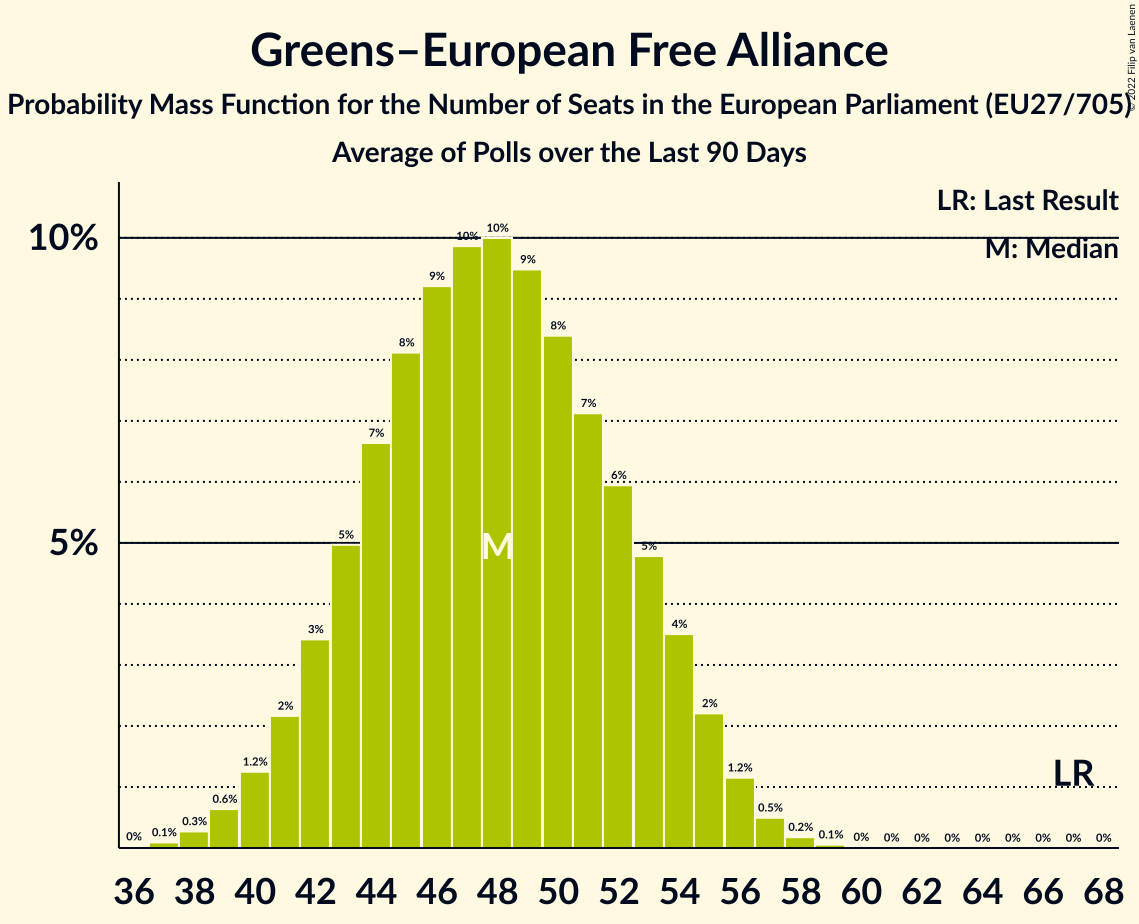 Greens–European Free Alliance
Probability Mass Function for the Number of Seats in the European Parliament (EU27/705)
Average of Polls over the Last 90 Days
© 2022 Filip van Laenen
LR: Last Result
M: Median
10%
5%
0% 0.1% 0.3% 0.6% 1.2% 2% 3% 5% 7% 8% 9% 10% 10% 9% 8% 7% 6% 5% 4% 2% 1.2% 0.5% 0.2% 0.1% 0% 0% 0% 0% 0% 0% 0% 0% 0%
M
LR
36 38 40 42 44 46 48 50 52 54 56 58 60 62 64 66 68